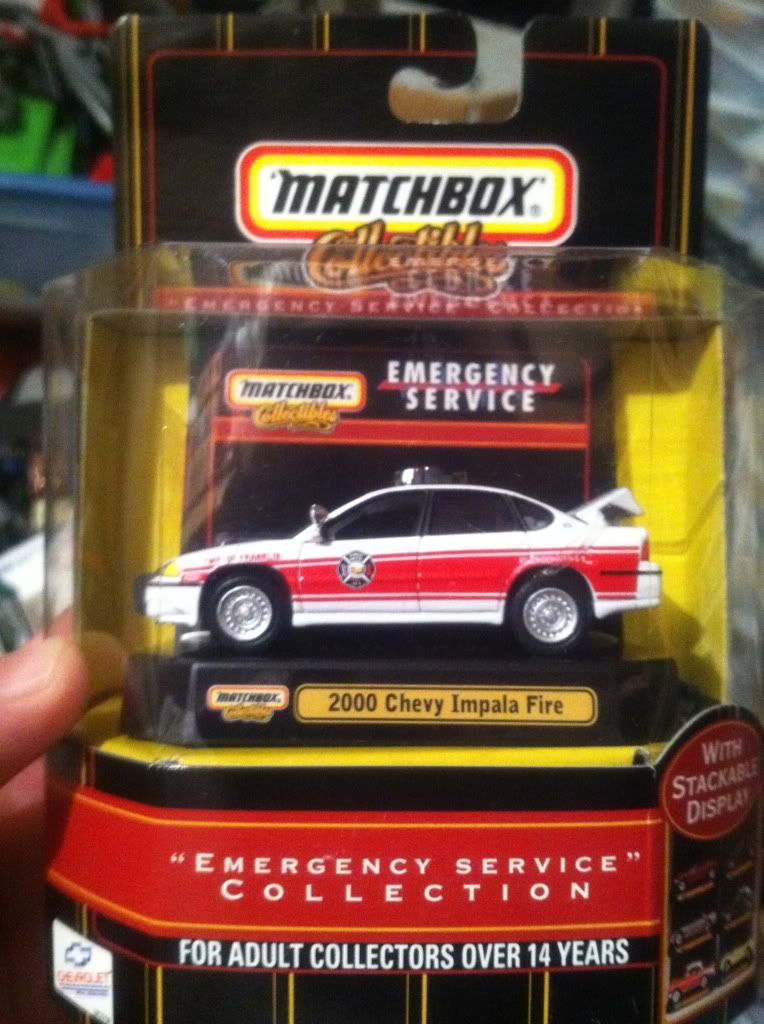 MATCHBOX®
Collectibles
"EMERGENCY SERVICE" COLLECTION
MATCHBOX.
Collectibles
EMERGENCY
SERVICE
MATCHBOX
Collectibles
2000 Chevy Impala Fire
WITH
STACKABLE
DISPLAY
"EMERGENCY SERVICE"
COLLECTION
FOR ADULT COLLECTORS OVER 14 YEARS
CHEVROLET